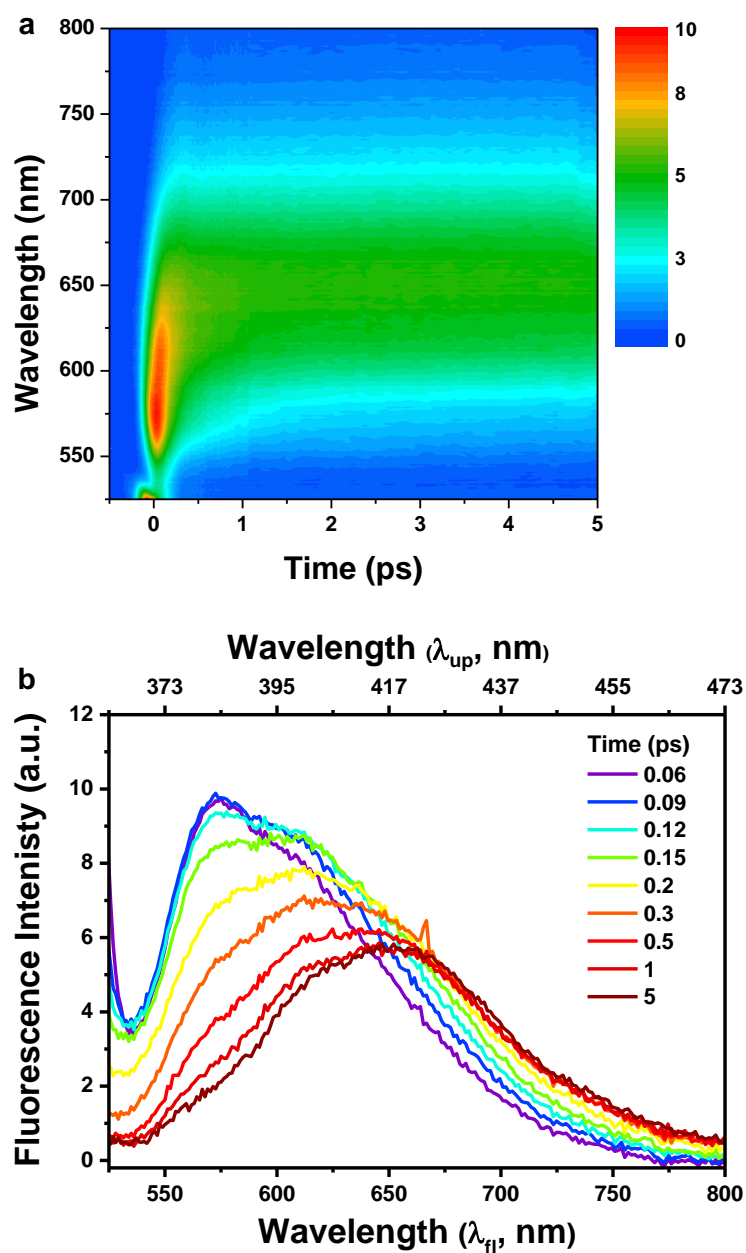 a
800
750
700
650
600
550
Wavelength (nm)
0 1 2 3 4 5
Time (ps)
10
8
5
3
0
b
Wavelength (λup, nm)
373 395 417 437 455 473
12
10
8
6
4
2
0
Fluorescence Intenisty (a.u.)
Time (ps)
0.06
0.09
0.12
0.15
0.2
0.3
0.5
1
5
550 600 650 700 750 800
Wavelength (λfl, nm)